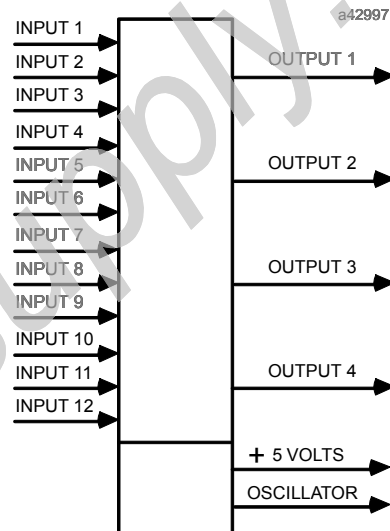 a42997
INPUT 1
INPUT 2
INPUT 3
INPUT 4
INPUT 5
INPUT 6
INPUT 7
INPUT 8
INPUT 9
INPUT 10
INPUT 11
INPUT 12
OUTPUT 1
OUTPUT 2
OUTPUT 3
OUTPUT 4
+ 5 VOLTS
OSCILLATOR
supply.